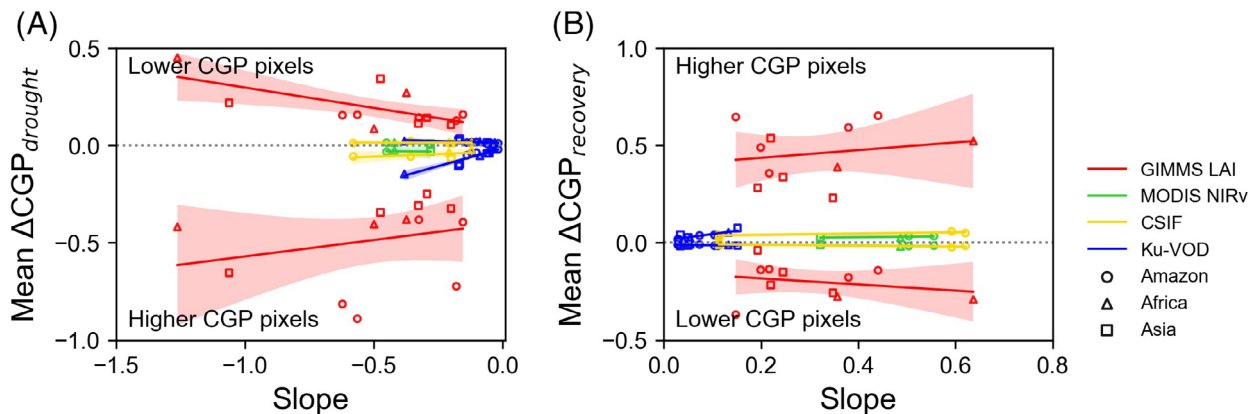 (A)
Mean ΔCGPdrought
0.5
0.0
−0.5
−1.0
Lower CGP pixels
Higher CGP pixels
−1.5
−1.0
−0.5
0.0
Slope
(B)
Mean ΔCGPrecovery
1.0
0.5
0.0
−0.5
Higher CGP pixels
Lower CGP pixels
0.0
0.2
0.4
0.6
0.8
Slope
GIMMS LAI
MODIS NIRv
CSIF
Ku-VOD
Amazon
Africa
Asia